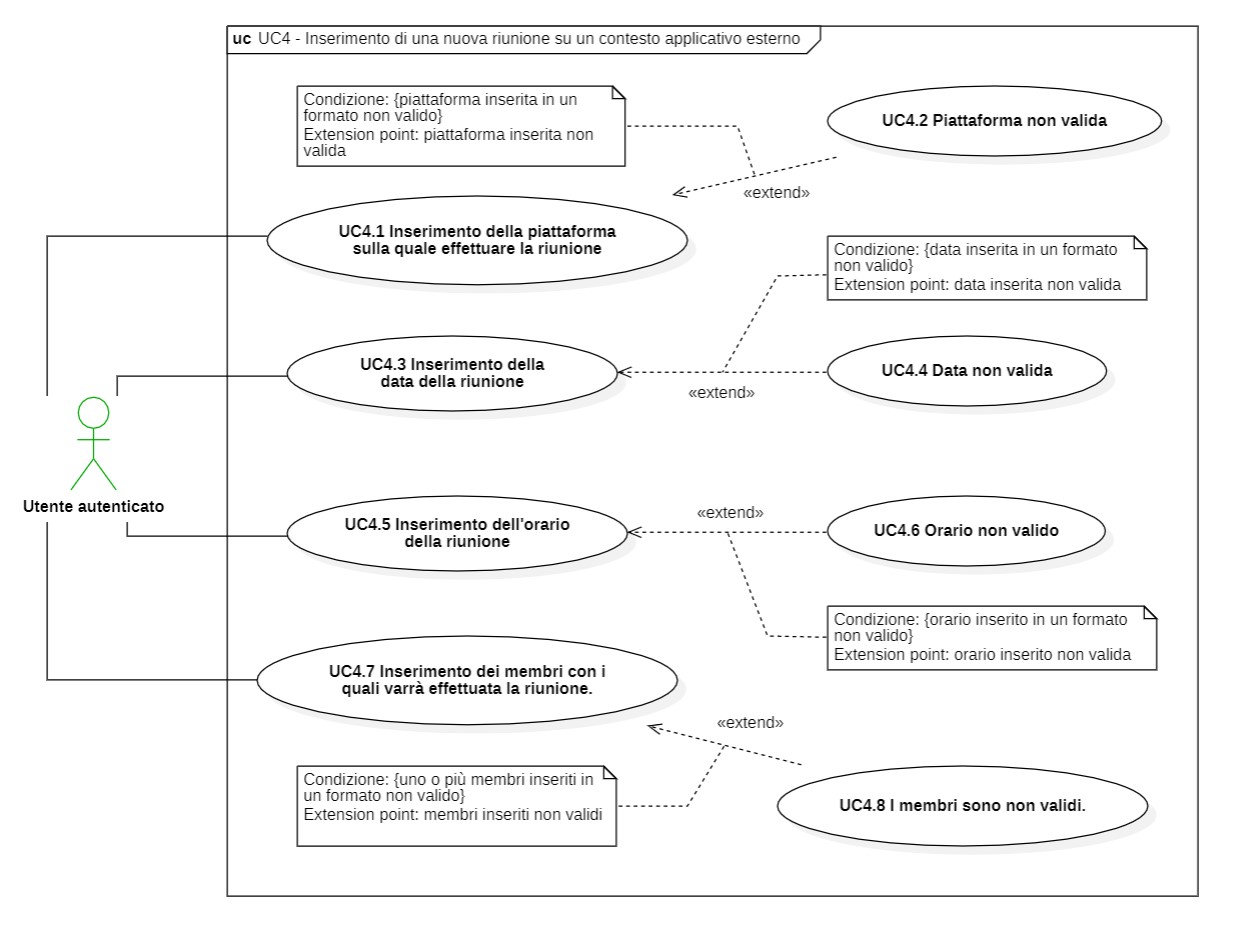 uc UC4 - Inserimento di una nuova riunione su un contesto applicativo esterno
Condizione: {piattaforma inserita in un
formato non valido}
Extension point: piattaforma inserita non
valida
UC4.2 Piattaforma non valida
«extend»
UC4.1 Inserimento della piattaforma
sulla quale effettuare la riunione
Condizione: {data inserita in un formato
non valido}
Extension point: data inserita non valida
UC4.3 Inserimento della
data della riunione
«extend»
UC4.4 Data non valida
Utente autenticato
UC4.5 Inserimento dell'orario
della riunione
«extend»
UC4.6 Orario non valido
Condizione: {orario inserito in un formato
non valido}
Extension point: orario inserito non valida
UC4.7 Inserimento dei membri con i
quali varrà effettuata la riunione.
«extend»
Condizione: {uno o più membri inseriti in
un formato non valido}
Extension point: membri inseriti non validi
UC4.8 I membri sono non validi.